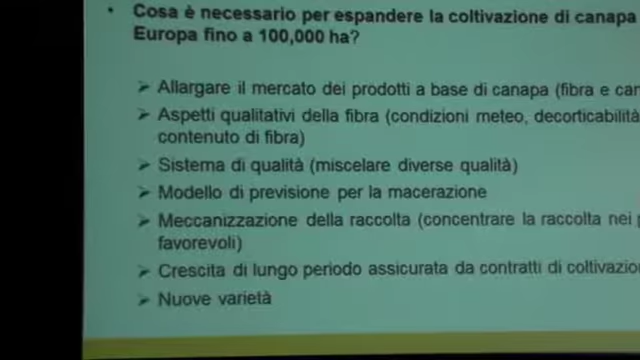 • Cosa è necessario per espandere la coltivazione di canapa
Europa fino a 100,000 ha?
➢ Allargare il mercato dei prodotti a base di canapa (fibra e
➢ Aspetti qualitativi della fibra (condizioni meteo, decorticabilità
contenuto di fibra)
➢ Sistema di qualità (miscelare diverse qualità)
➢ Modello di previsione per la macerazione
➢ Meccanizzazione della raccolta (concentrare la raccolta nei
favorevoli)
➢ Crescita di lungo periodo assicurata da contratti di
➢ Nuove varietà